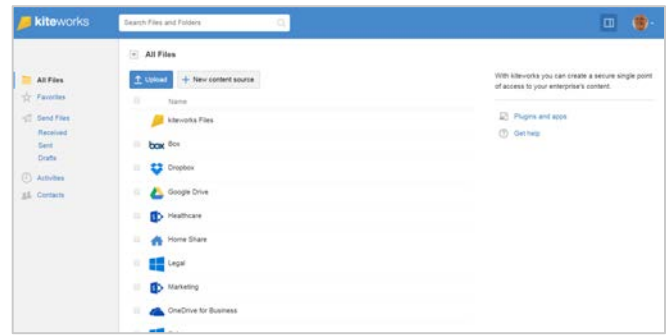 kiteworks
Search Files and Folders
All Files
All Files
Upload
New content source
With kiteworks you can create a secure single point
of access to your enterprise's content.
Favorites
Name
Send Files
kiteworks Files
Plugins and apps
Received
Get help
Sent
box Box
Drafts
Dropbox
Activities
Google Drive
Contacts
Healthcare
Home Share
Legal
Marketing
OneDrive for Business